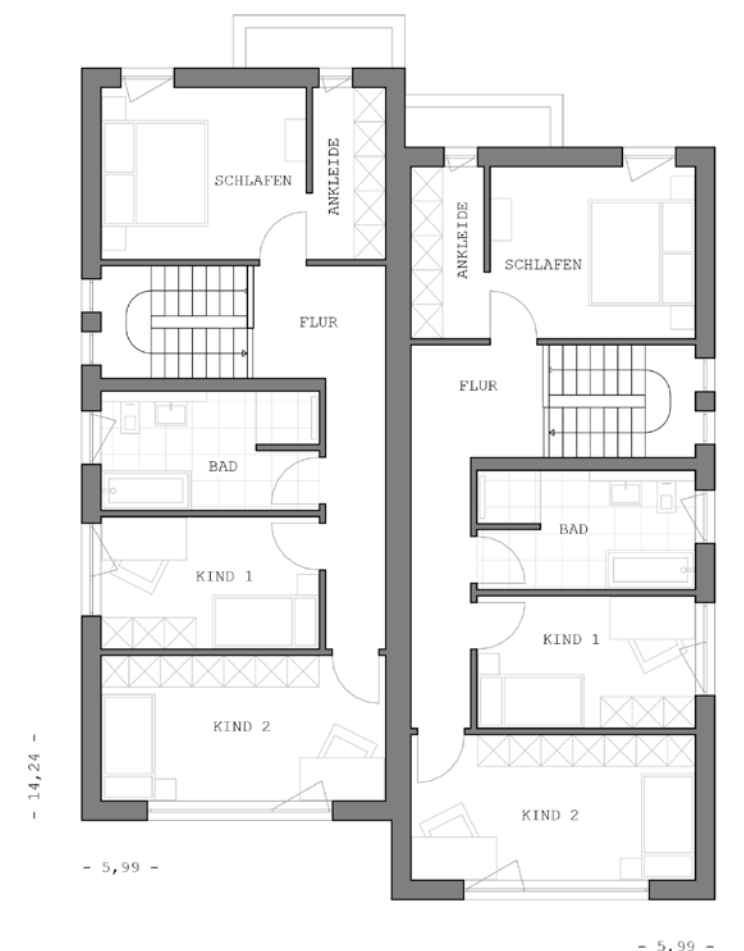 SCHLAFEN
ANKLEIDE
FLUR
BAD
KIND 1
KIND 2
ANKLEIDE
SCHLAFEN
FLUR
BAD
KIND 1
KIND 2
- 14,24 -
- 5,99 -
- 5,99 -